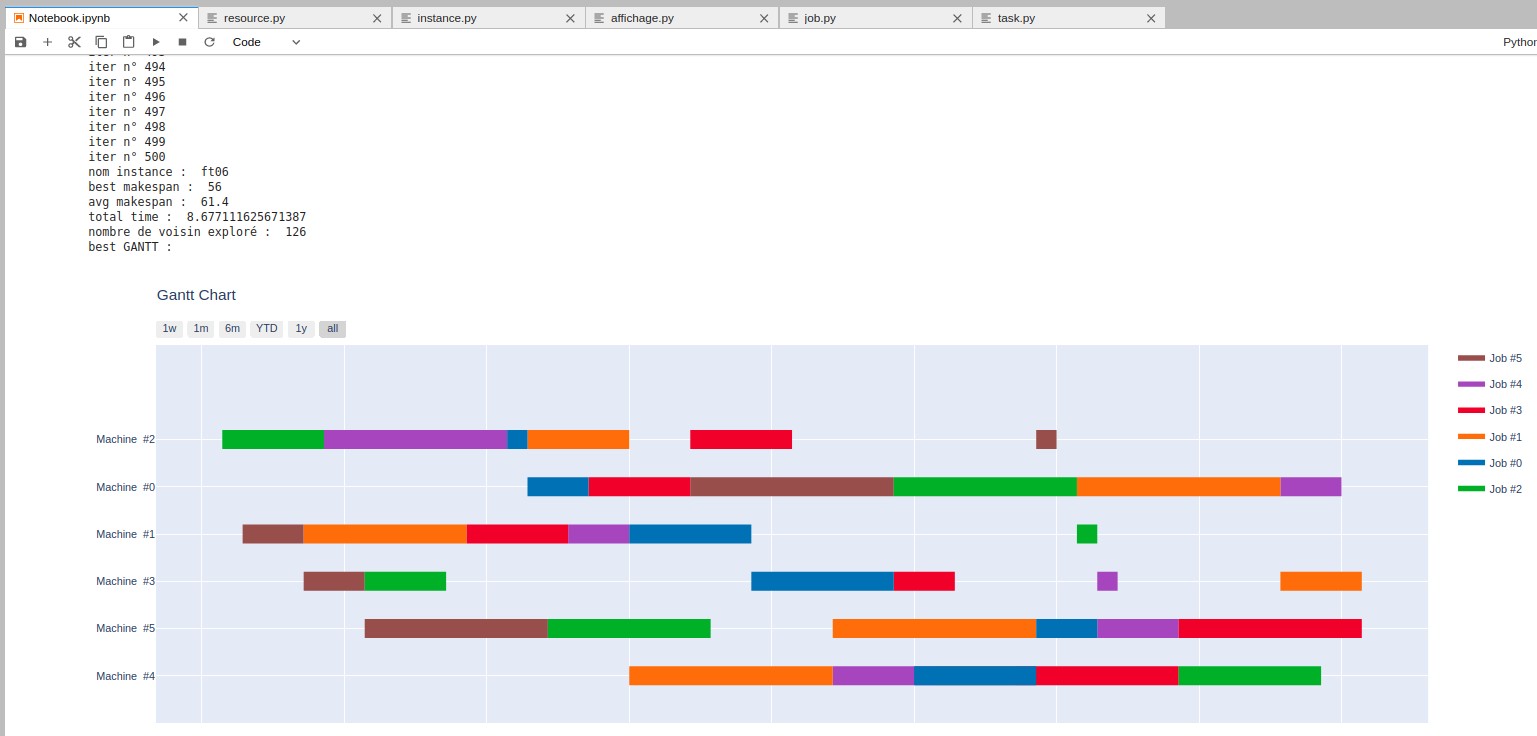 Notebook.ipynb
resource.py
instance.py
affichage.py
job.py
task.py
Code
Python
iter n° 494
iter n° 495
iter n° 496
iter n° 497
iter n° 498
iter n° 499
iter n° 500
nom instance :  ft06
best makespan :  56
avg makespan :  61.4
total time :  8.677111625671387
nombre de voisin exploré :  126
best GANTT :
Gantt Chart
1w 1m 6m YTD 1y all
Machine #2
Machine #0
Machine #1
Machine #3
Machine #5
Machine #4
Job #5
Job #4
Job #3
Job #1
Job #0
Job #2